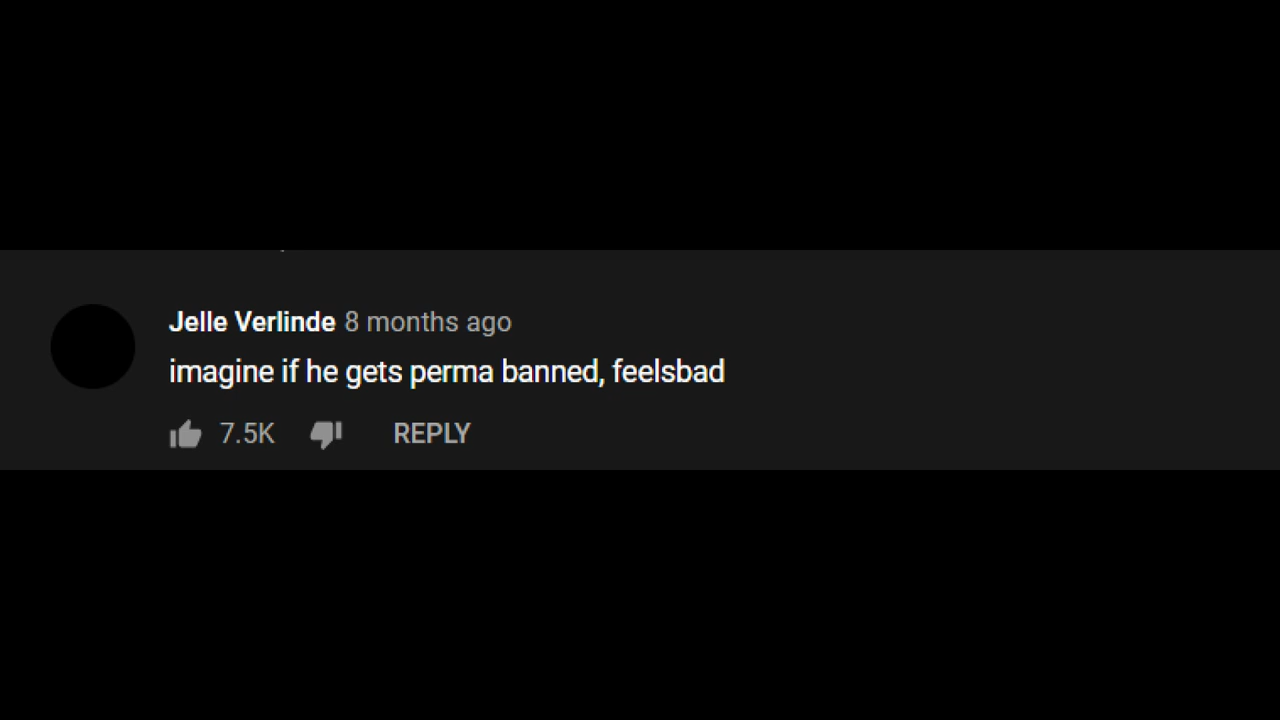 Jelle Verlinde 8 months ago
imagine if he gets perma banned, feelsbad
7.5K REPLY